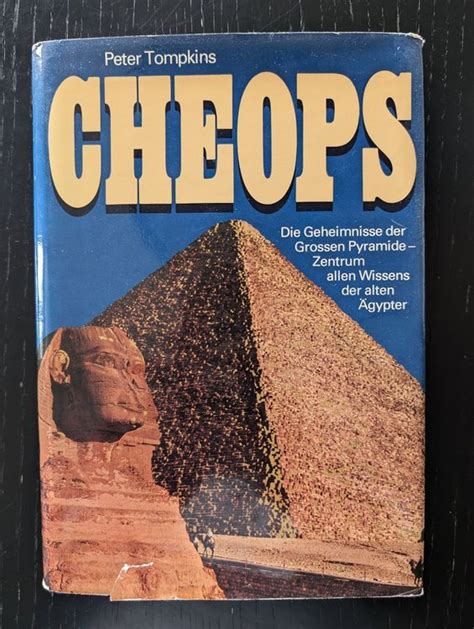 Peter Tompkins
CHEOPS
Die Geheimnisse der
Grossen Pyramide –
Zentrum
allen Wissens
der alten
Ägypter